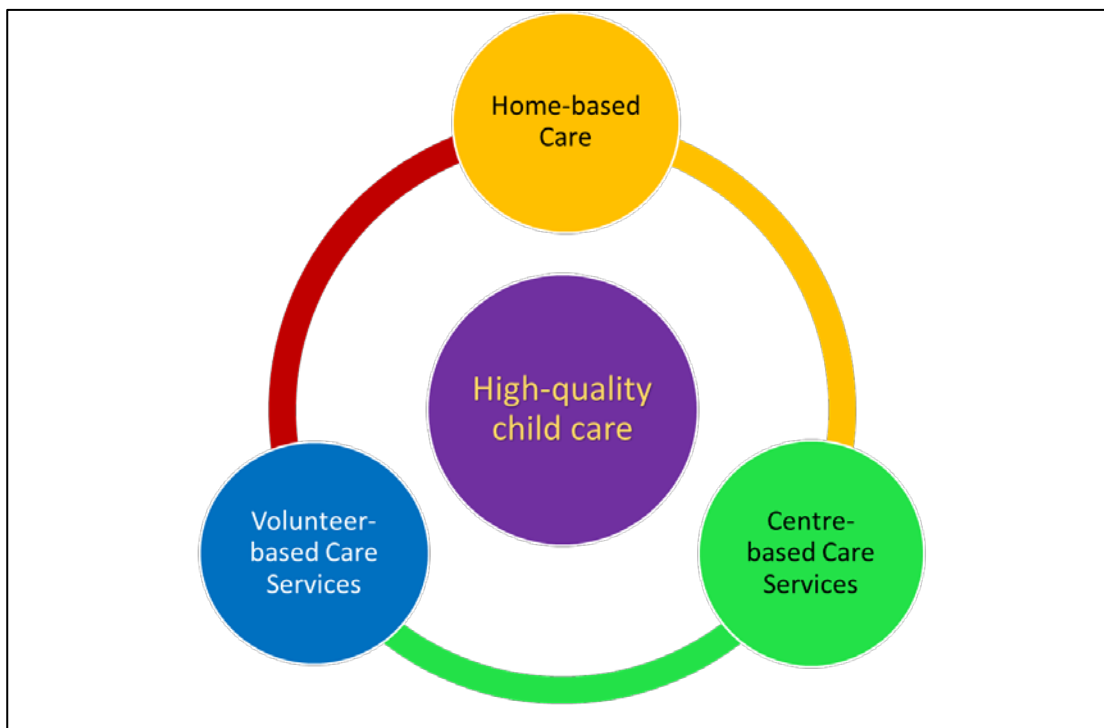 Home-based
Care
High-quality
child care
Volunteer-
based Care
Services
Centre-
based Care
Services